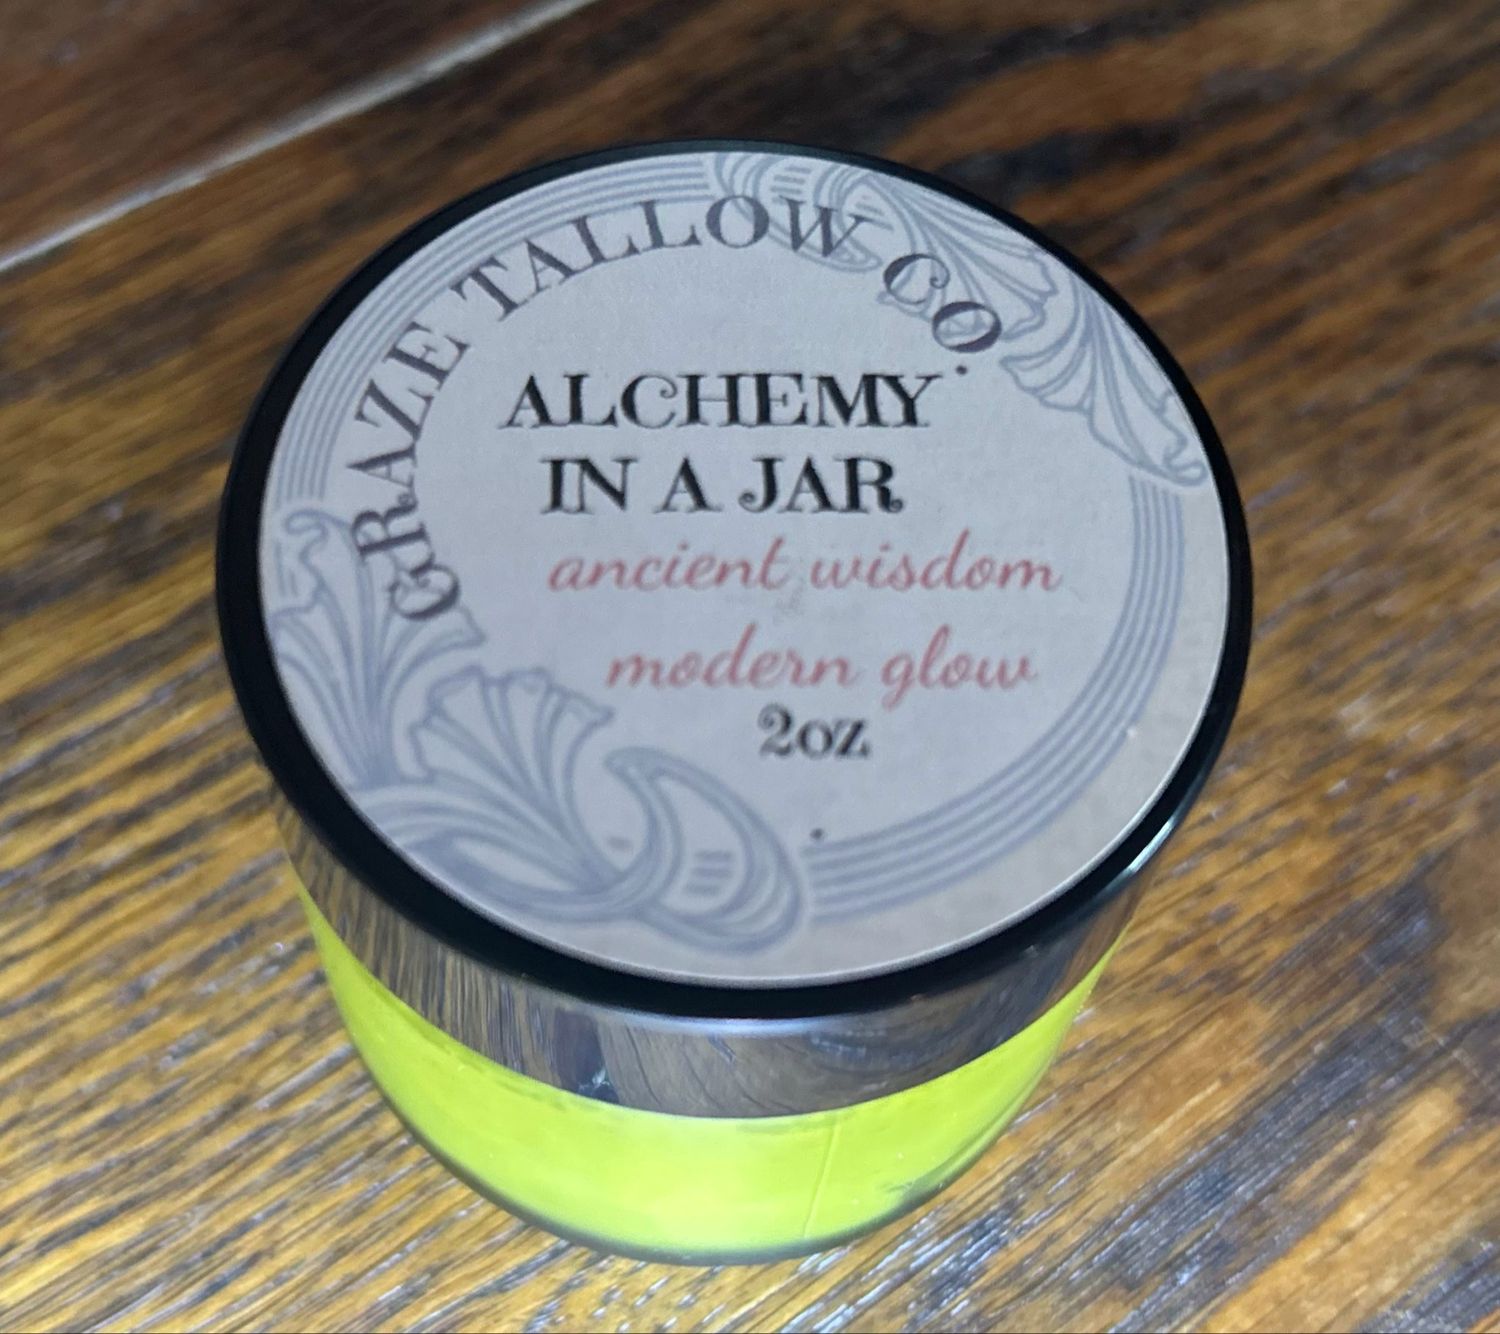 GRAZE TALLOW CO.
ALCHEMY
IN A JAR
ancient wisdom
modern glow
2oz